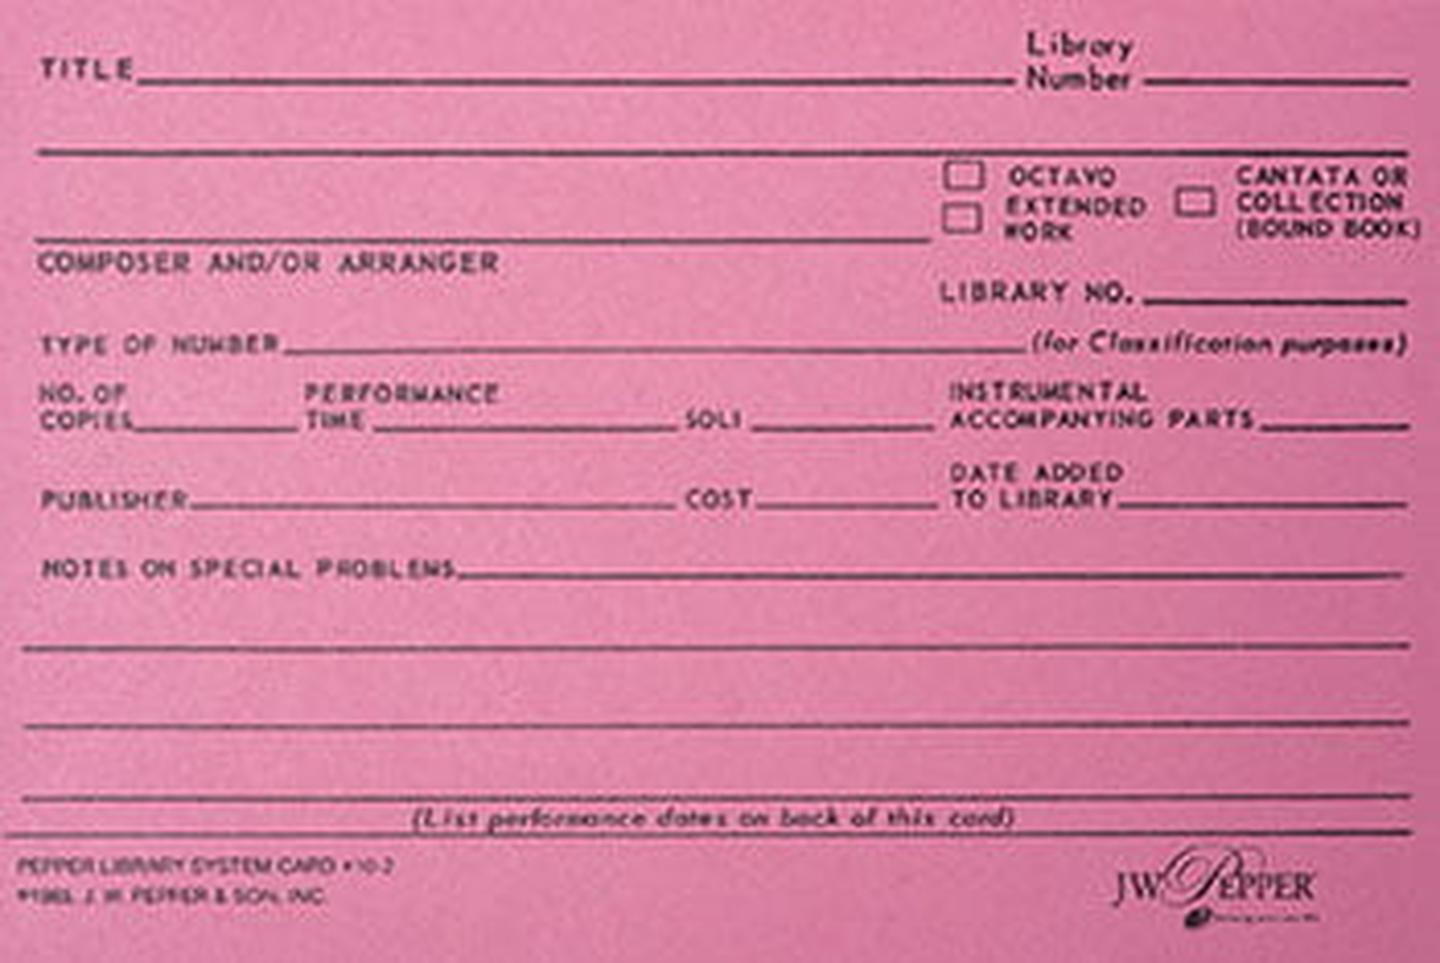 TITLE Library Number
OCTAVO
EXTENDED WORK
CANTATA OR COLLECTION (BOUND BOOK)
COMPOSER AND/OR ARRANGER
LIBRARY NO.
TYPE OF NUMBER (for Classification purposes)
NO. OF COPIES PERFORMANCE TIME SOLI INSTRUMENTAL ACCOMPANYING PARTS
PUBLISHER COST DATE ADDED TO LIBRARY
NOTES ON SPECIAL PROBLEMS
(List performance dates on back of this card)
PEPPER LIBRARY SYSTEM CARD • 10-2
J. W. PEPPER & SON, INC.
JW PEPPER